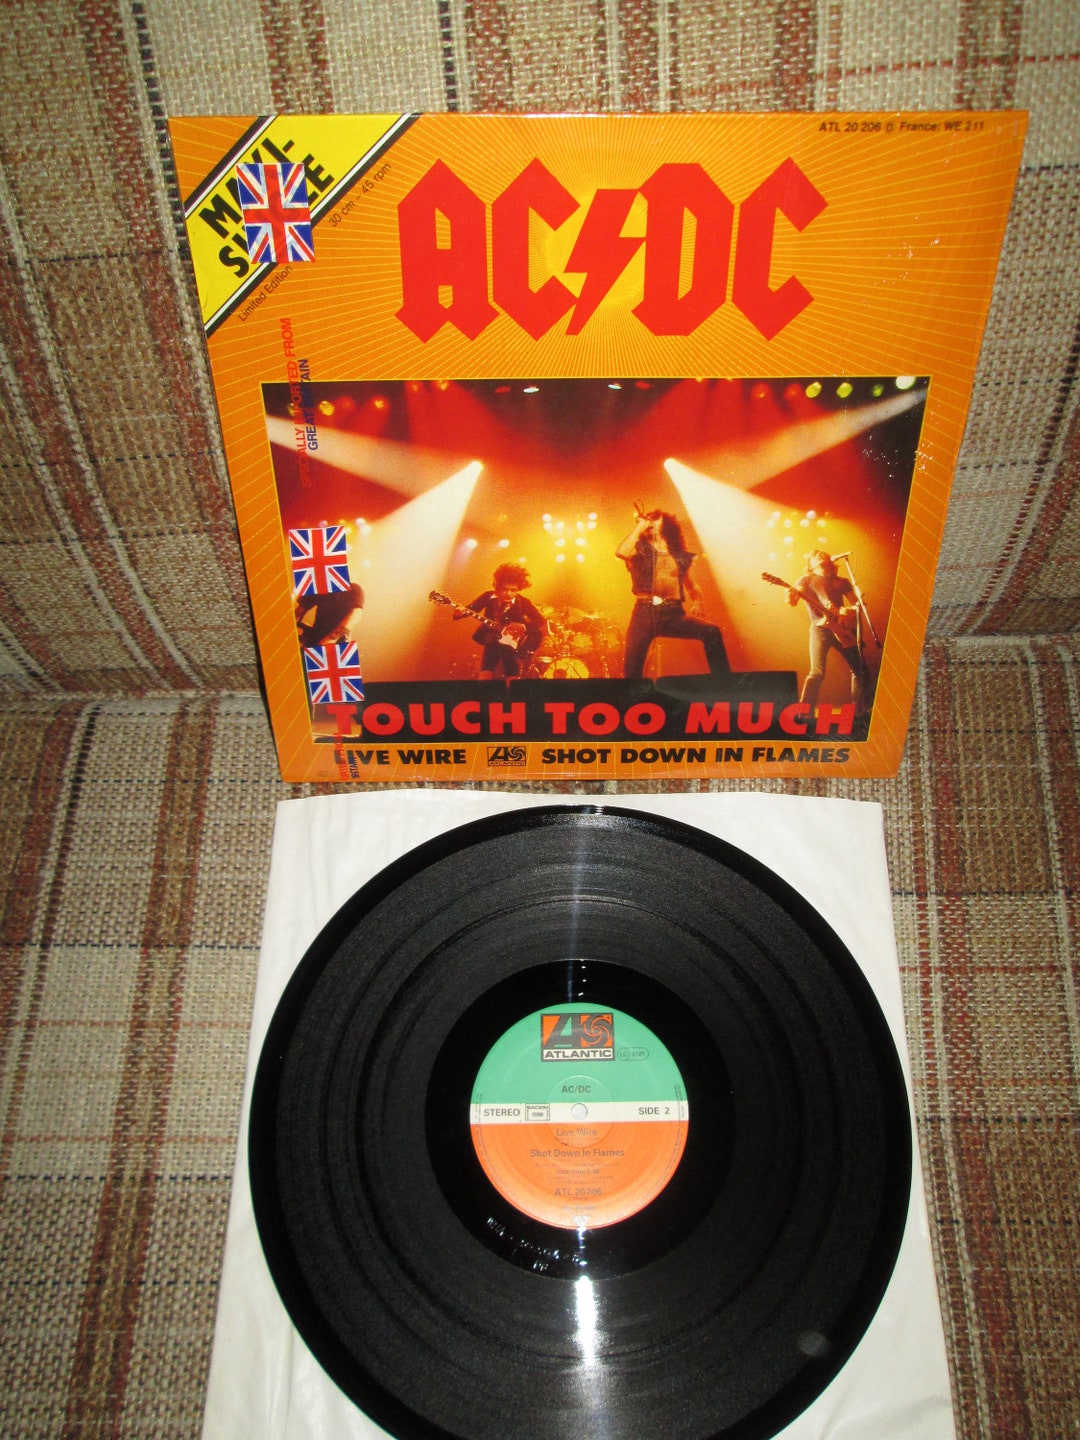 ATL 20 206 D France: WE 211
MAXI-
SINGLE
30 cm – 45 rpm
Limited Edition
AC/DC
SPECIALLY IMPORTED FROM
GREAT BRITAIN
TOUCH TOO MUCH
LIVE WIRE ATLANTIC SHOT DOWN IN FLAMES
ATLANTIC
AC/DC
STEREO SACEM SIDE 2
Live Wire
Shot Down In Flames
ATL 20206